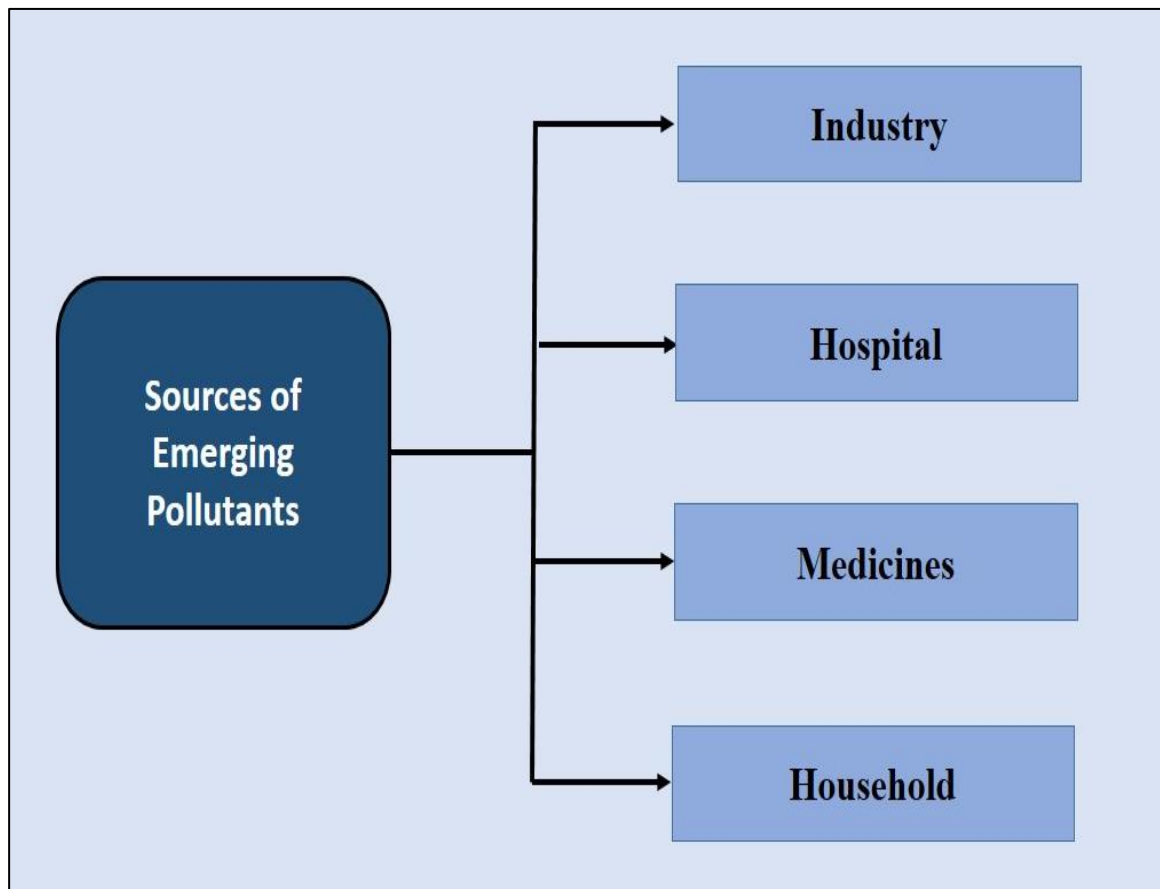 Sources of
Emerging
Pollutants
Industry
Hospital
Medicines
Household